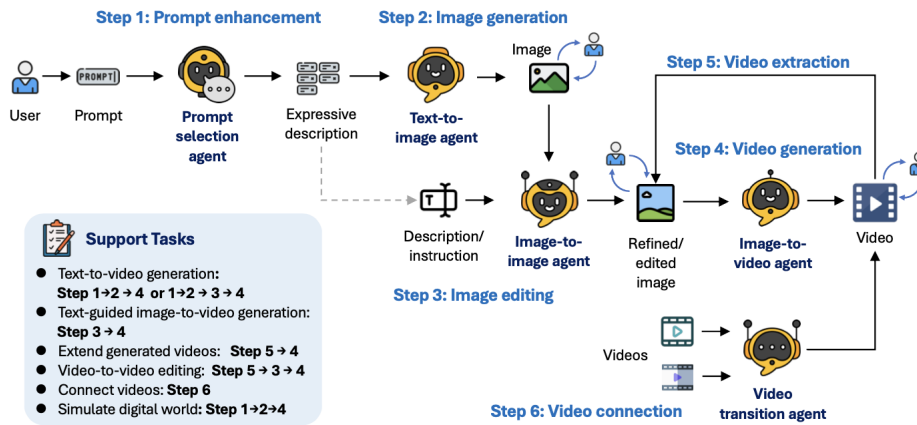 Step 1: Prompt enhancement
Step 2: Image generation
Image
Step 5: Video extraction
PROMPT
User
Prompt
Prompt
selection
agent
Expressive
description
Text-to-
image agent
Step 4: Video generation
T
Description/
instruction
Image-to-
image agent
Refined/
edited
image
Image-to-
video agent
Video
Step 3: Image editing
Support Tasks
● Text-to-video generation:
Step 1→2→4 or 1→2→3→4
● Text-guided image-to-video generation:
Step 3→4
● Extend generated videos: Step 5→4
● Video-to-video editing: Step 5→3→4
● Connect videos: Step 6
● Simulate digital world: Step 1→2→4
Videos
Video
transition agent
Step 6: Video connection